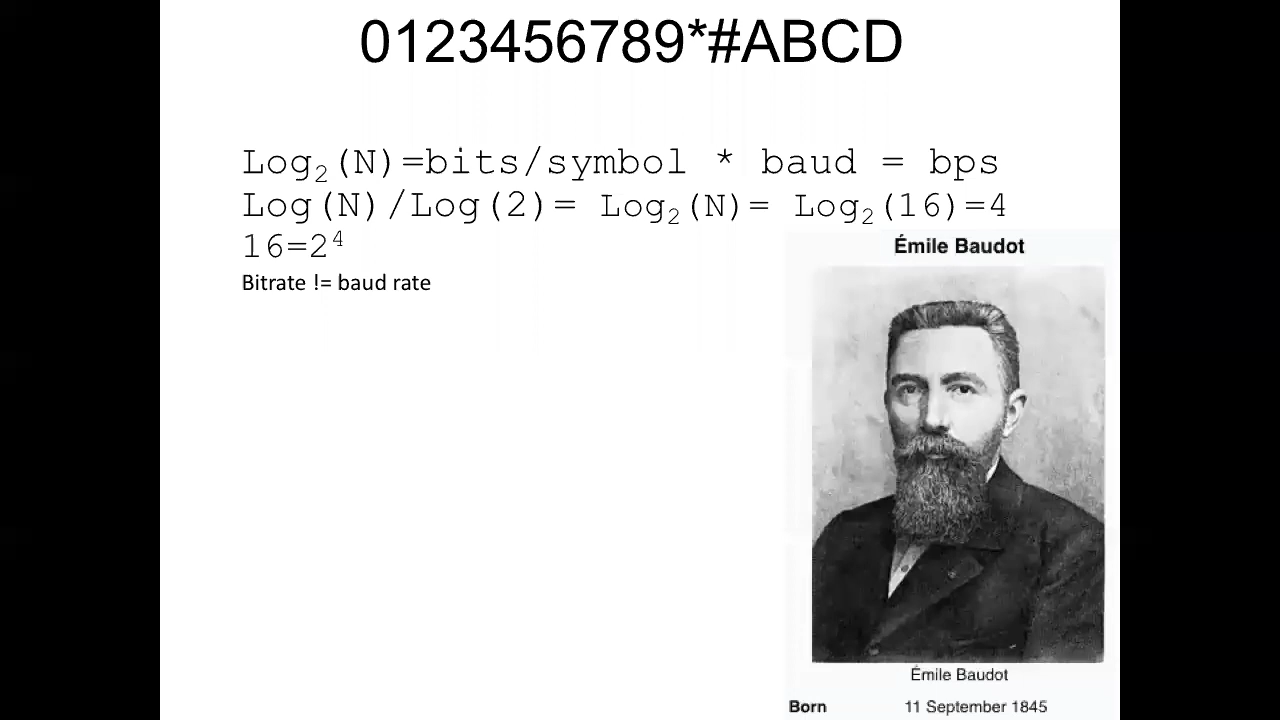 0123456789*#ABCD
Log₂(N)=bits/symbol * baud = bps
Log(N)/Log(2)= Log₂(N)= Log₂(16)=4
16=2⁴
Bitrate != baud rate
Émile Baudot
Émile Baudot
Born 11 September 1845